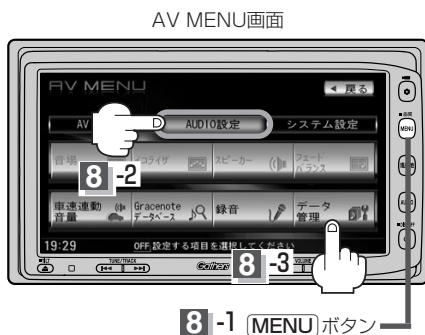 AV MENU画面
AV MENU
戻る
AV
AUDIO設定
システム設定
音場
イコライザ
スピーカー
フェード
バランス
8-2
車速連動
音量
Gracenote
データベース
録音
データ
管理
19:29
OFF
設定する項目を選択してください
8-3
TILT
TUNE/TRACK
Gathers
VOLUME
MENU
AUDIO
8-1 MENUボタン